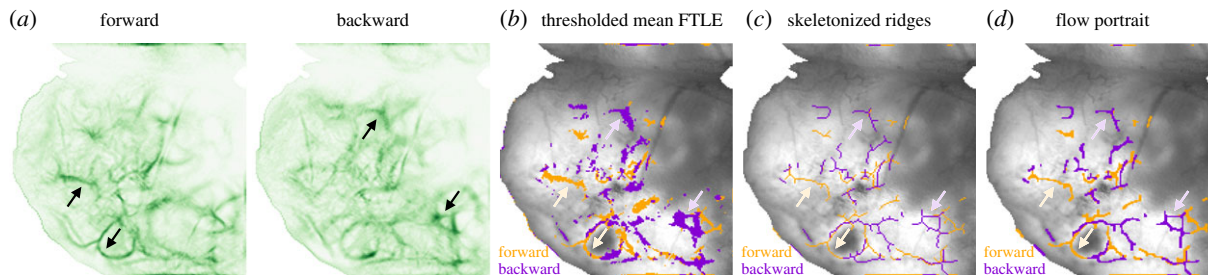 (a) forward backward (b) thresholded mean FTLE (c) skeletonized ridges (d) flow portrait
forward
backward
forward
backward
forward
backward